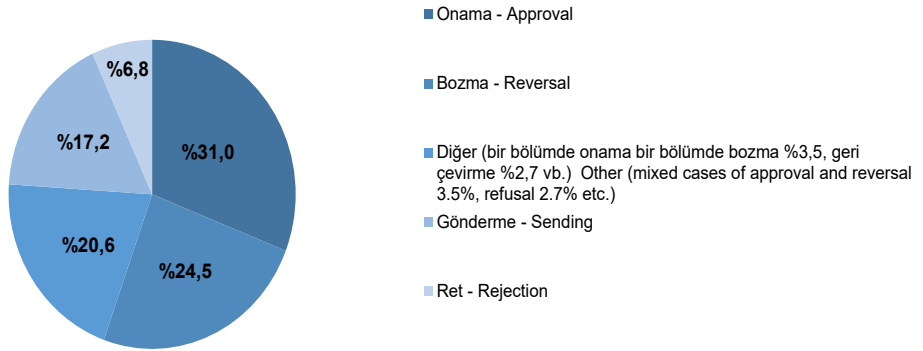 %6,8
%31,0
%17,2
%20,6
%24,5
Onama - Approval
Bozma - Reversal
Diğer (bir bölümde onama bir bölümde bozma %3,5, geri
çevirme %2,7 vb.)  Other (mixed cases of approval and reversal
3.5%, refusal 2.7% etc.)
Gönderme - Sending
Ret - Rejection